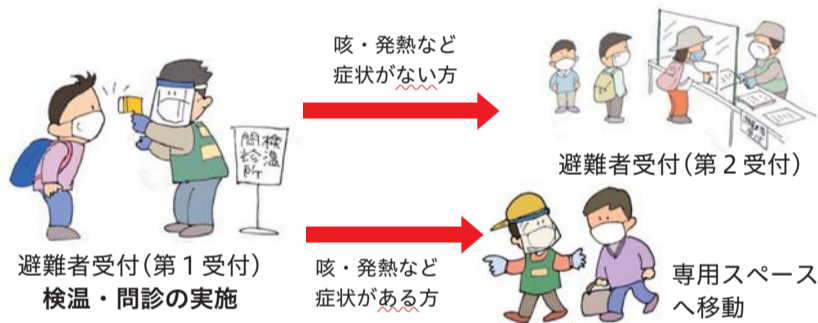 検温
問診所
避難者受付(第1受付)
検温・問診の実施
咳・発熱など
症状がない方
避難者受付(第2受付)
咳・発熱など
症状がある方
専用スペース
へ移動